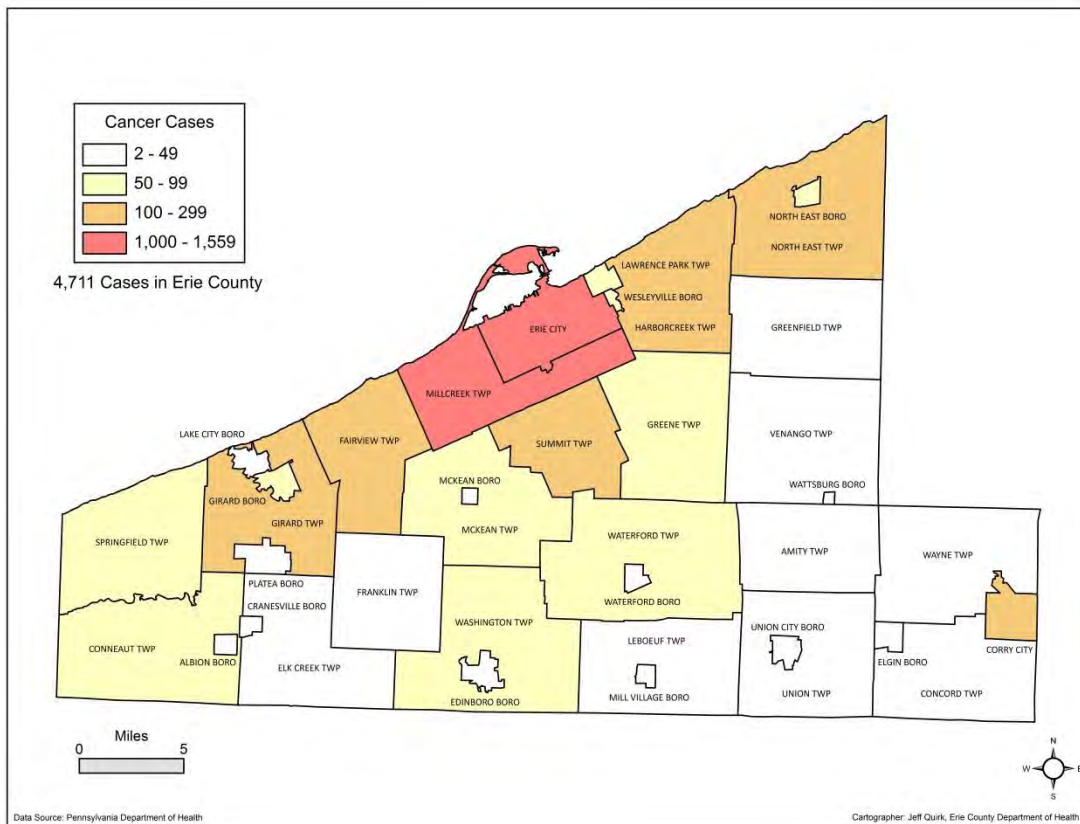 Cancer Cases
2 - 49
50 - 99
100 - 299
1,000 - 1,559
4,711 Cases in Erie County
NORTH EAST BORO
NORTH EAST TWP
LAWRENCE PARK TWP
WESLEYVILLE BORO
HARBORCREEK TWP
GREENFIELD TWP
ERIE CITY
MILLCREEK TWP
LAKE CITY BORO
FAIRVIEW TWP
SUMMIT TWP
GREENE TWP
VENANGO TWP
WATTSBURG BORO
GIRARD BORO
GIRARD TWP
MCKEAN BORO
MCKEAN TWP
WATERFORD TWP
WATERFORD BORO
AMITY TWP
WAYNE TWP
SPRINGFIELD TWP
PLATEA BORO
CRANESVILLE BORO
FRANKLIN TWP
WASHINGTON TWP
LEBOEUF TWP
UNION CITY BORO
CORRY CITY
ELGIN BORO
CONNEAUT TWP
ALBION BORO
ELK CREEK TWP
EDINBORO BORO
MILL VILLAGE BORO
UNION TWP
CONCORD TWP
Miles
0 5
N
W E
S
Data Source: Pennsylvania Department of Health
Cartographer: Jeff Quirk, Erie County Department of Health